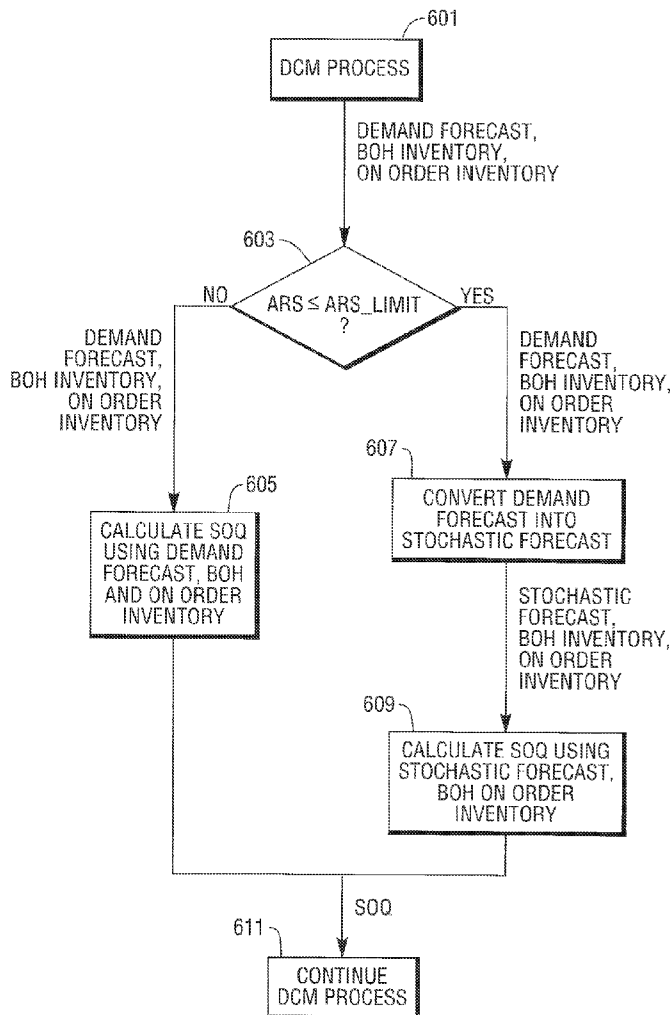 601
DCM PROCESS
DEMAND FORECAST,
BOH INVENTORY,
ON ORDER INVENTORY
603
ARS ≤ ARS_LIMIT
?
NO
YES
DEMAND
FORECAST,
BOH INVENTORY,
ON ORDER
INVENTORY
DEMAND
FORECAST,
BOH INVENTORY,
ON ORDER
INVENTORY
605
CALCULATE SOQ
USING DEMAND
FORECAST, BOH
AND ON ORDER
INVENTORY
607
CONVERT DEMAND
FORECAST INTO
STOCHASTIC FORECAST
STOCHASTIC
FORECAST,
BOH INVENTORY,
ON ORDER
INVENTORY
609
CALCULATE SOQ USING
STOCHASTIC FORECAST,
BOH ON ORDER
INVENTORY
SOQ
611
CONTINUE
DCM PROCESS